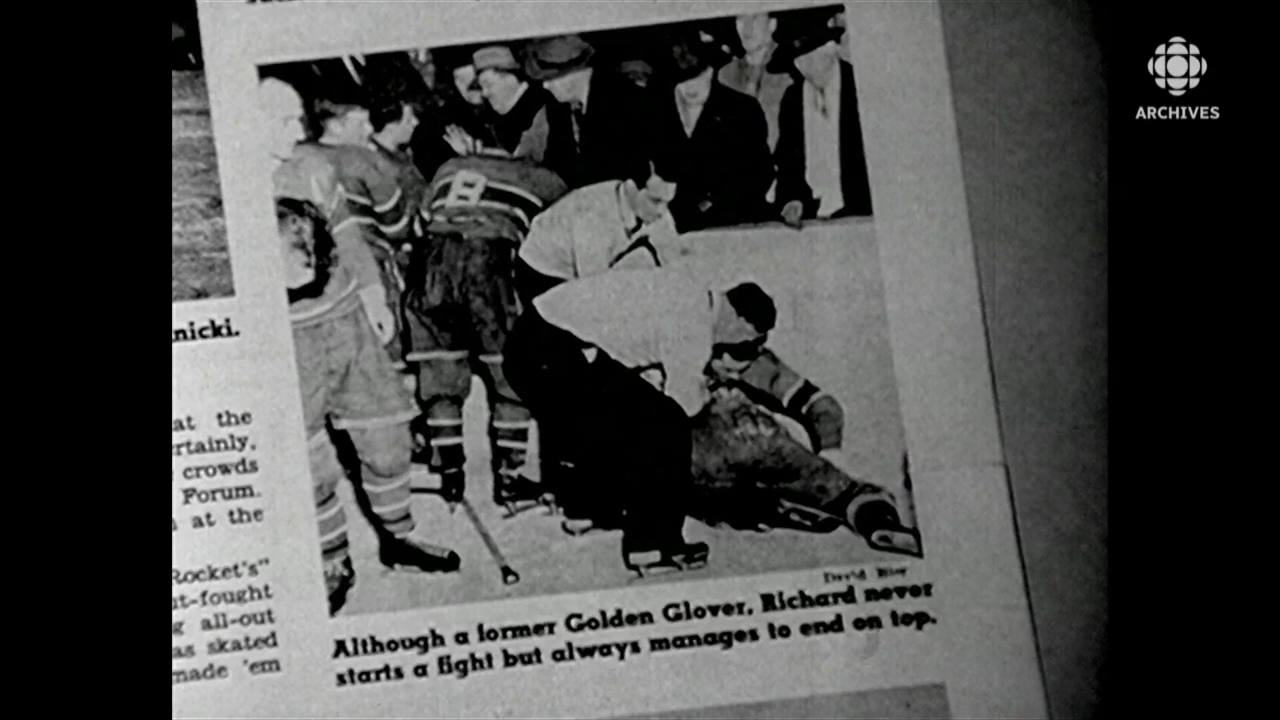 ARCHIVES
nicki.
at the
rtainly,
crowds
Forum.
at the
Rocket's"
t-fought
all-out
as skated
made 'em
8
Although a former Golden Glover, Richard never
starts a fight but always manages to end on top.